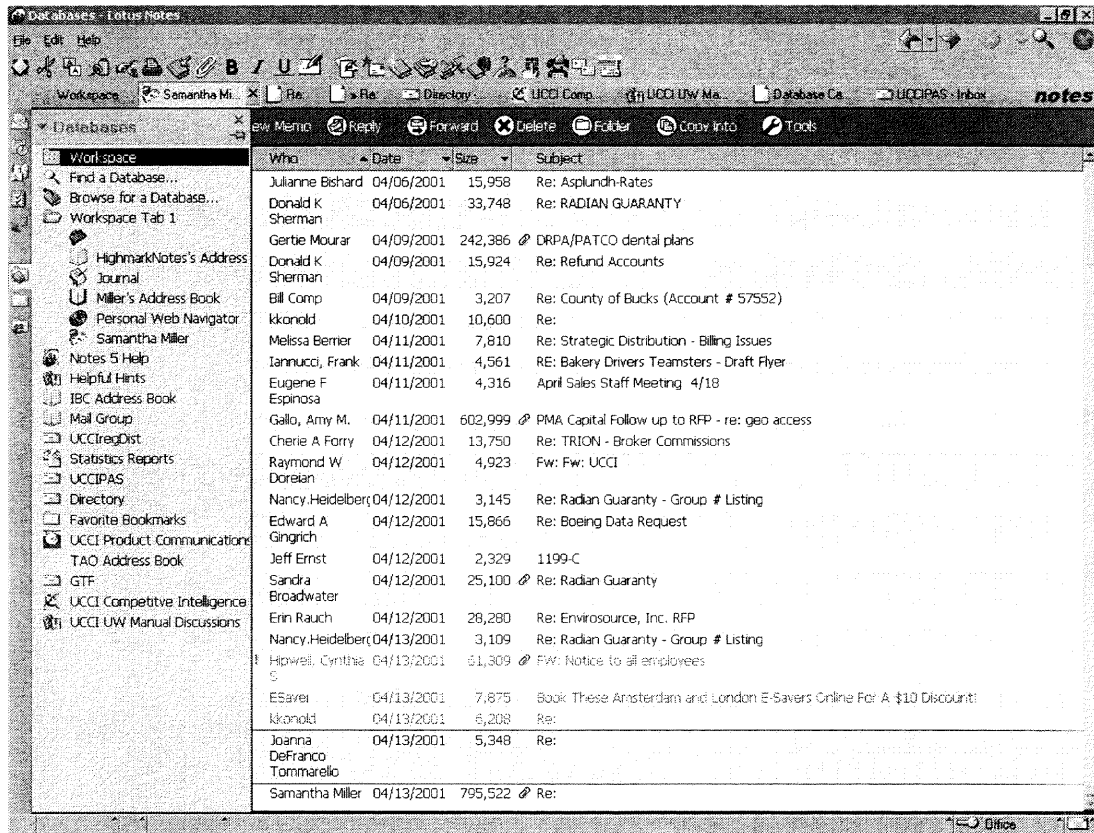 Databases - Lotus Notes
File Edit Help
B I U
Workspace Samantha Mi... Re: Re: Directory - UCCI Comp... UCCI UW Ma... Database Ca... UCCIPAS - Inbox notes
Databases
ew Memo Reply Forward Delete Folder Copy Into Tools
Workspace
Find a Database...
Browse for a Database...
Workspace Tab 1
HighmarkNotes's Address
Journal
Miller's Address Book
Personal Web Navigator
Samantha Miller
Notes 5 Help
Helpful Hints
IBC Address Book
Mail Group
UCCIregDist
Statistics Reports
UCCIPAS
Directory
Favorite Bookmarks
UCCI Product Communications
TAO Address Book
GTF
UCCI Competitve Intelligence
UCCI UW Manual Discussions
Who Date Size Subject
Julianne Bishard 04/06/2001 15,958 Re: Asplundh-Rates
Donald K 04/06/2001 33,748 Re: RADIAN GUARANTY
Sherman
Gertie Mourar 04/09/2001 242,386 DRPA/PATCO dental plans
Donald K 04/09/2001 15,924 Re: Refund Accounts
Sherman
Bill Comp 04/09/2001 3,207 Re: County of Bucks (Account # 57552)
kkonold 04/10/2001 10,600 Re:
Melissa Berrier 04/11/2001 7,810 Re: Strategic Distribution - Billing Issues
Iannucci, Frank 04/11/2001 4,561 RE: Bakery Drivers Teamsters - Draft Flyer
Eugene F 04/11/2001 4,316 April Sales Staff Meeting 4/18
Espinosa
Gallo, Amy M. 04/11/2001 602,999 PMA Capital Follow up to RFP - re: geo access
Cherie A Forry 04/12/2001 13,750 Re: TRION - Broker Commissions
Raymond W 04/12/2001 4,923 Fw: Fw: UCCI
Doreian
Nancy.Heidelberg 04/12/2001 3,145 Re: Radian Guaranty - Group # Listing
Edward A 04/12/2001 15,866 Re: Boeing Data Request
Gingrich
Jeff Ernst 04/12/2001 2,329 1199-C
Sandra 04/12/2001 25,100 Re: Radian Guaranty
Broadwater
Erin Rauch 04/12/2001 28,280 Re: Envirosource, Inc. RFP
Nancy.Heidelberg 04/13/2001 3,109 Re: Radian Guaranty - Group # Listing
! Hipwell, Cynthia 04/13/2001 61,309 FW: Notice to all employees
S
ESaver 04/13/2001 7,875 Book These Amsterdam and London E-Savers Online For A $10 Discount!
kkonold 04/13/2001 6,208 Re:
Joanna 04/13/2001 5,348 Re:
DeFranco
Tommarello
Samantha Miller 04/13/2001 795,522 Re:
Office